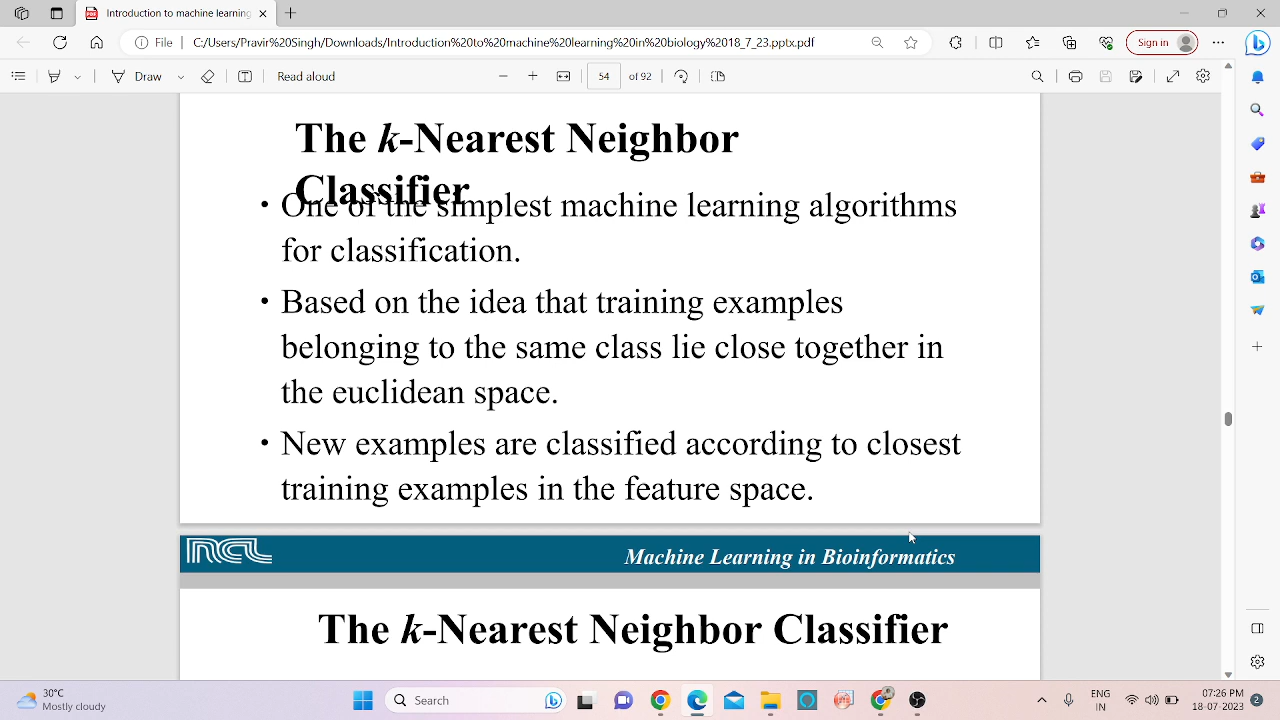 Introduction to machine learning
File C:/Users/Pravir%20Singh/Downloads/Introduction%20to%20machine%20learning%20in%20biology%2018_7_23.pptx.pdf Sign in
Draw Read aloud 54 of 92
The k-Nearest Neighbor
Classifier
• One of the simplest machine learning algorithms
for classification.
• Based on the idea that training examples
belonging to the same class lie close together in
the euclidean space.
• New examples are classified according to closest
training examples in the feature space.
NCL Machine Learning in Bioinformatics
The k-Nearest Neighbor Classifier
30°C
Mostly cloudy
Search
ENG
IN
07:26 PM
18-07-2023
2